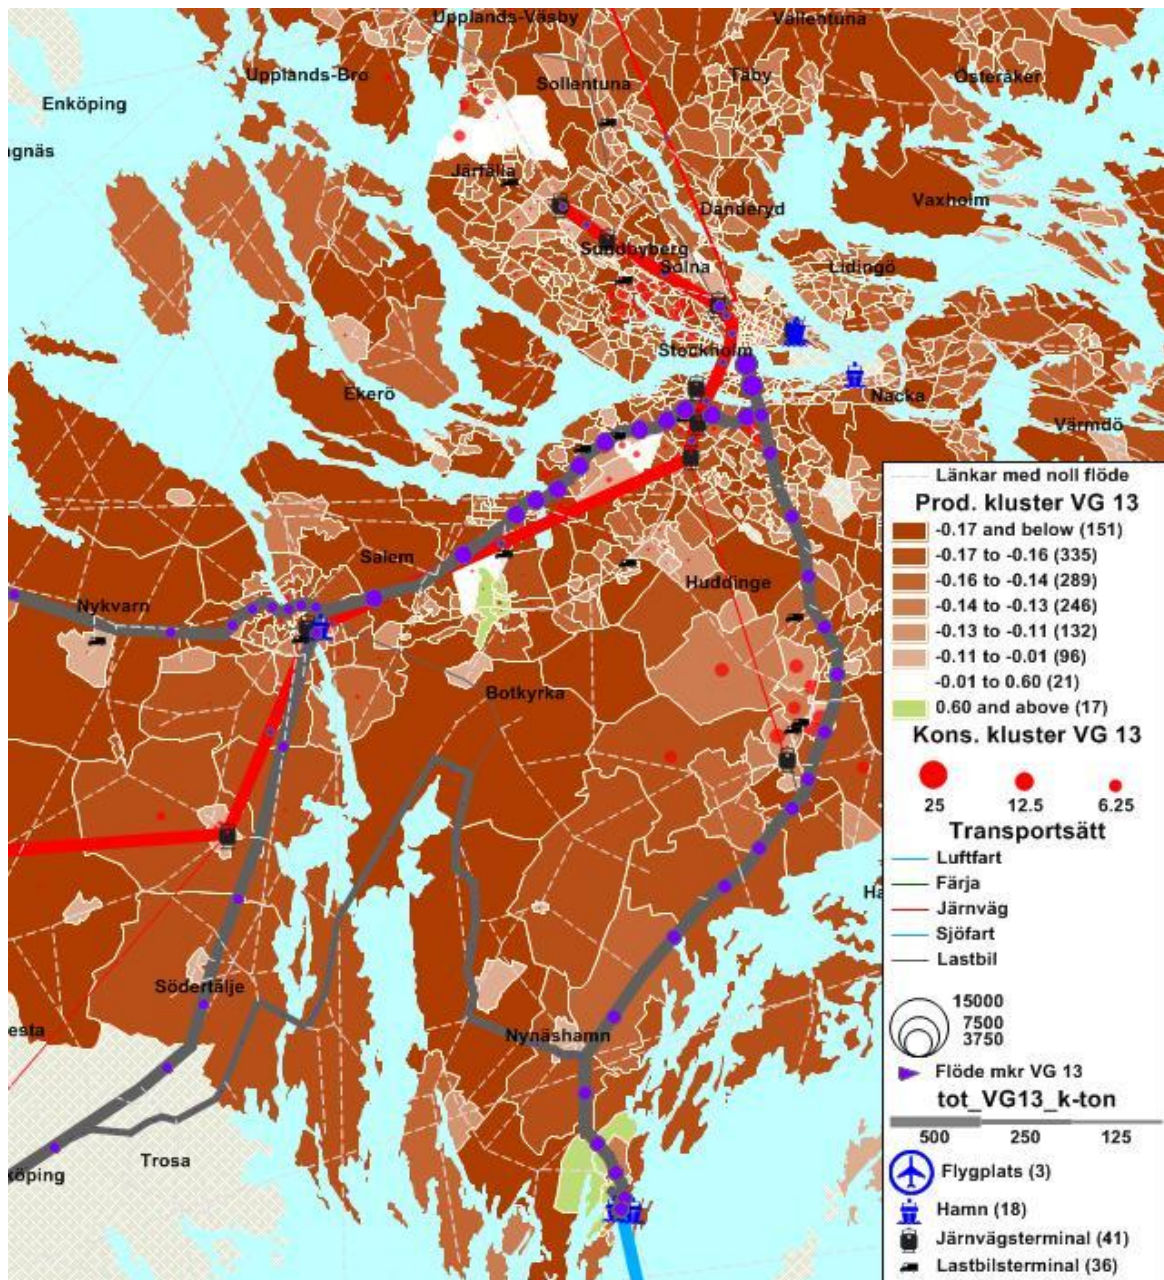 Upplands-Väsby
Vallentuna
Upplands-Bro
Sollentuna
Täby
Österåker
Enköping
gnäs
Järfälla
Danderyd
Vaxholm
Sundbyberg
Solna
Lidingö
Stockholm
Ekerö
Nacka
Värmdö
Salem
Huddinge
Nykvarn
Botkyrka
Södertälje
esta
Nynäshamn
Trosa
köping
Ha
Länkar med noll flöde
Prod. kluster VG 13
-0.17 and below (151)
-0.17 to -0.16 (335)
-0.16 to -0.14 (289)
-0.14 to -0.13 (246)
-0.13 to -0.11 (132)
-0.11 to -0.01 (96)
-0.01 to 0.60 (21)
0.60 and above (17)
Kons. kluster VG 13
25 12.5 6.25
Transportsätt
Luftfart
Färja
Järnväg
Sjöfart
Lastbil
15000
7500
3750
Flöde mkr VG 13
tot_VG13_k-ton
500 250 125
Flygplats (3)
Hamn (18)
Järnvägsterminal (41)
Lastbilsterminal (36)